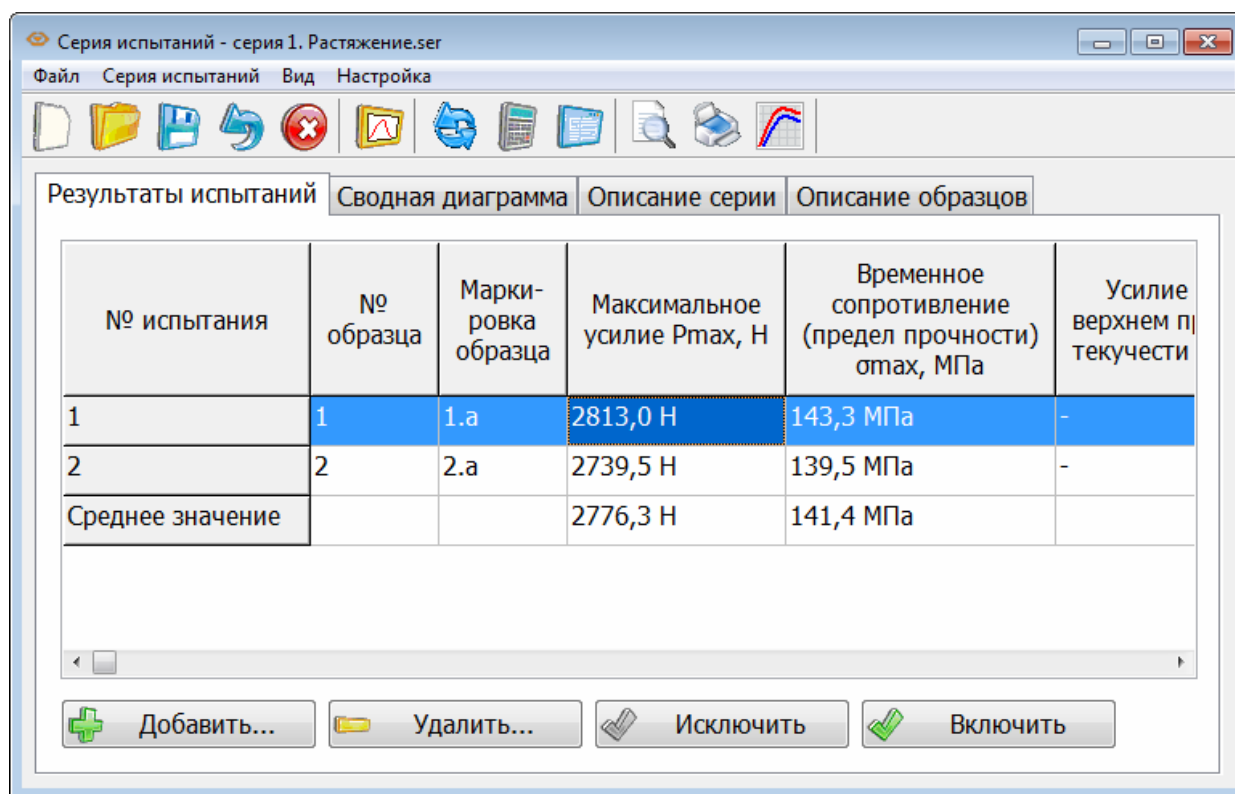 Серия испытаний - серия 1. Растяжение.ser
Файл Серия испытаний Вид Настройка
Результаты испытаний Сводная диаграмма Описание серии Описание образцов
№ испытания
№
образца
Марки-
ровка
образца
Максимальное
усилие Pmax, Н
Временное
сопротивление
(предел прочности)
σmax, МПа
Усилие
верхнем
текучести
1 1 1.а 2813,0 Н 143,3 МПа -
2 2 2.а 2739,5 Н 139,5 МПа -
Среднее значение 2776,3 Н 141,4 МПа
Добавить... Удалить... Исключить Включить